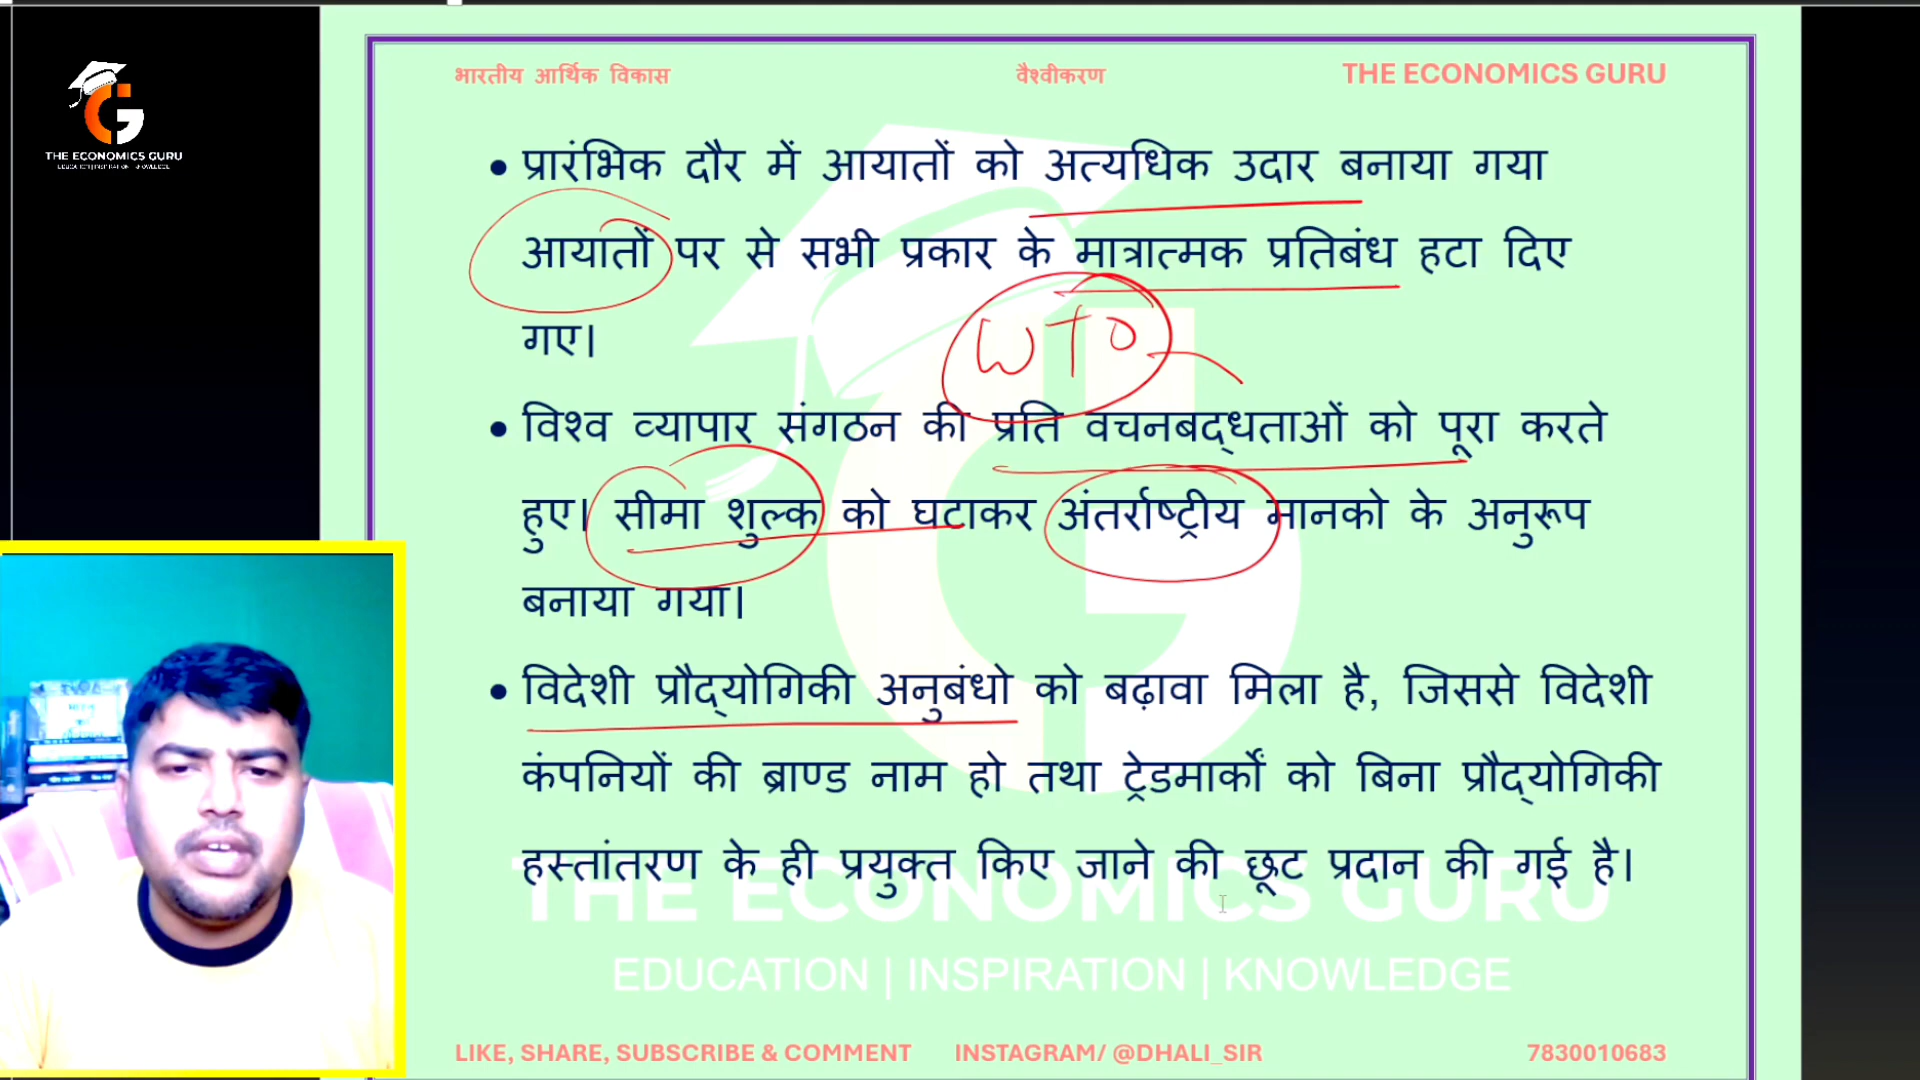 THE ECONOMICS GURU
भारतीय आर्थिक विकास
वैश्वीकरण
THE ECONOMICS GURU
• प्रारंभिक दौर में आयातों को अत्यधिक उदार बनाया गया
आयातों पर से सभी प्रकार के मात्रात्मक प्रतिबंध हटा दिए
गए।
WTO
• विश्व व्यापार संगठन की प्रति वचनबद्धताओं को पूरा करते
हुए। सीमा शुल्क को घटाकर अंतर्राष्ट्रीय मानको के अनुरूप
बनाया गया।
• विदेशी प्रौद्योगिकी अनुबंधो को बढ़ावा मिला है, जिससे विदेशी
कंपनियों की ब्राण्ड नाम हो तथा ट्रेडमार्कों को बिना प्रौद्योगिकी
हस्तांतरण के ही प्रयुक्त किए जाने की छूट प्रदान की गई है।
THE ECONOMICS GURU
EDUCATION | INSPIRATION | KNOWLEDGE
LIKE, SHARE, SUBSCRIBE & COMMENT
INSTAGRAM/ @DHALI_SIR
7830010683